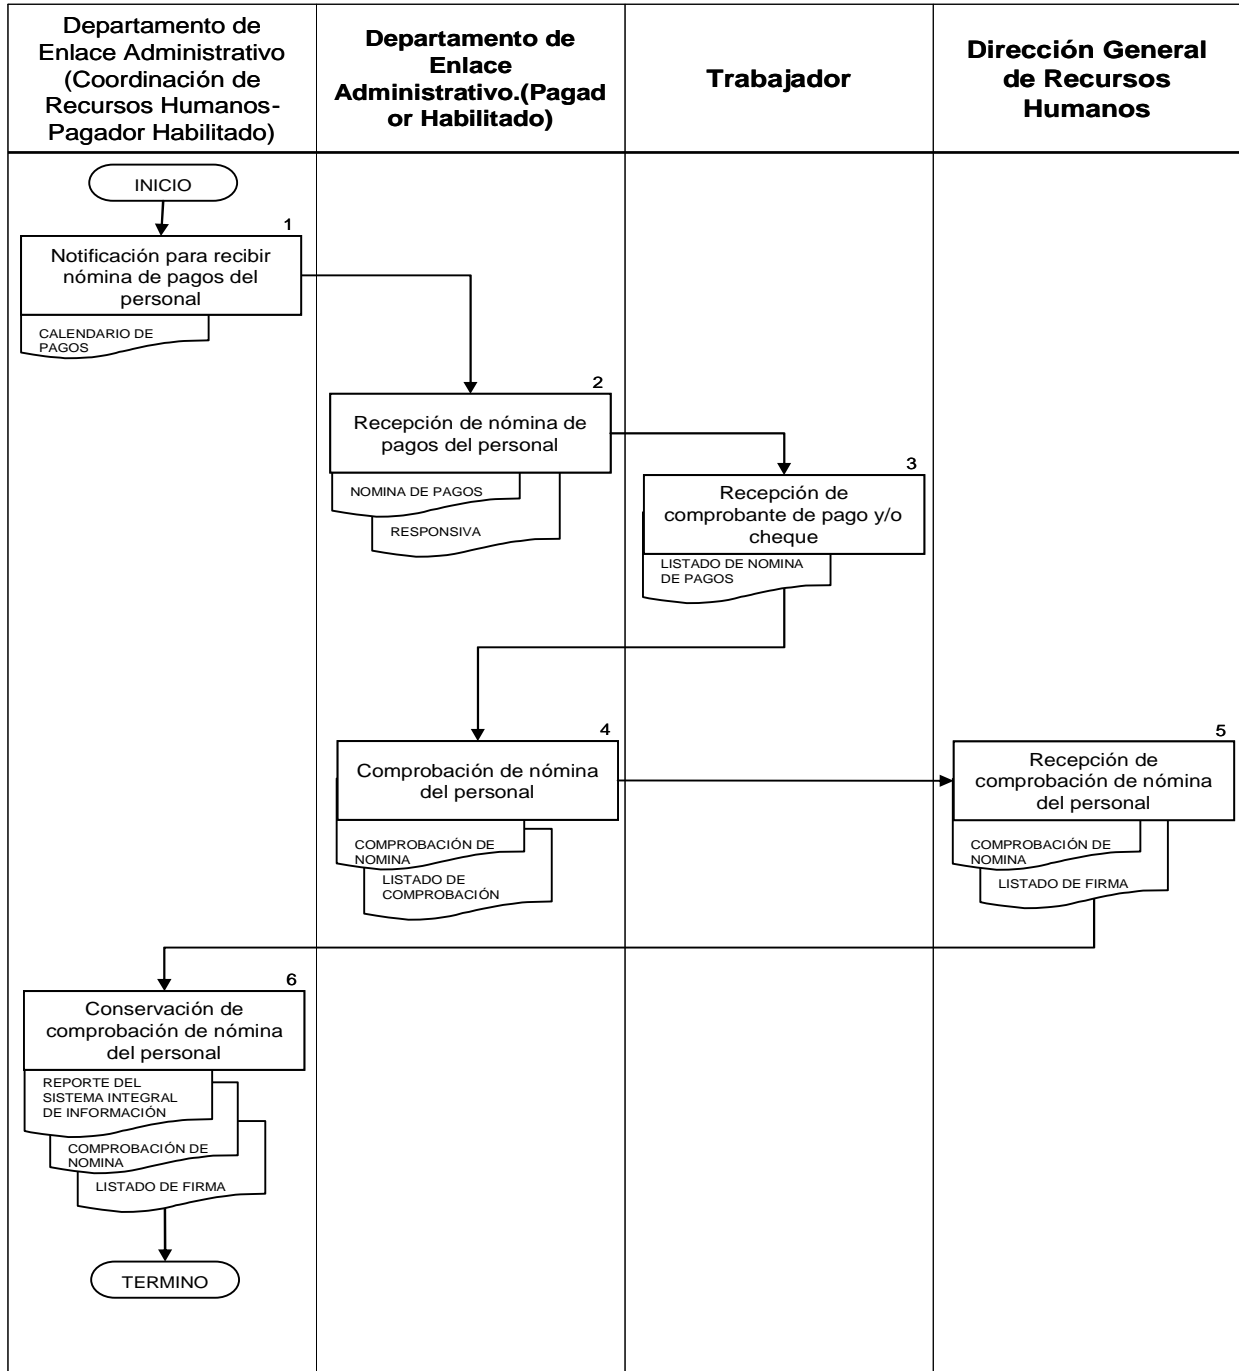 Departamento de
Enlace Administrativo
(Coordinación de
Recursos Humanos-
Pagador Habilitado)
Departamento de
Enlace
Administrativo.(Pagad
or Habilitado)
Trabajador
Dirección General
de Recursos
Humanos
INICIO
1
Notificación para recibir
nómina de pagos del
personal
CALENDARIO DE
PAGOS
2
Recepción de nómina de
pagos del personal
NOMINA DE PAGOS
RESPONSIVA
3
Recepción de
comprobante de pago y/o
cheque
LISTADO DE NOMINA
DE PAGOS
4
Comprobación de nómina
del personal
COMPROBACIÓN DE
NOMINA
LISTADO DE
COMPROBACIÓN
5
Recepción de
comprobación de nómina
del personal
COMPROBACIÓN DE
NOMINA
LISTADO DE FIRMA
6
Conservación de
comprobación de nómina
del personal
REPORTE DEL
SISTEMA INTEGRAL
DE INFORMACIÓN
COMPROBACIÓN DE
NOMINA
LISTADO DE FIRMA
TERMINO